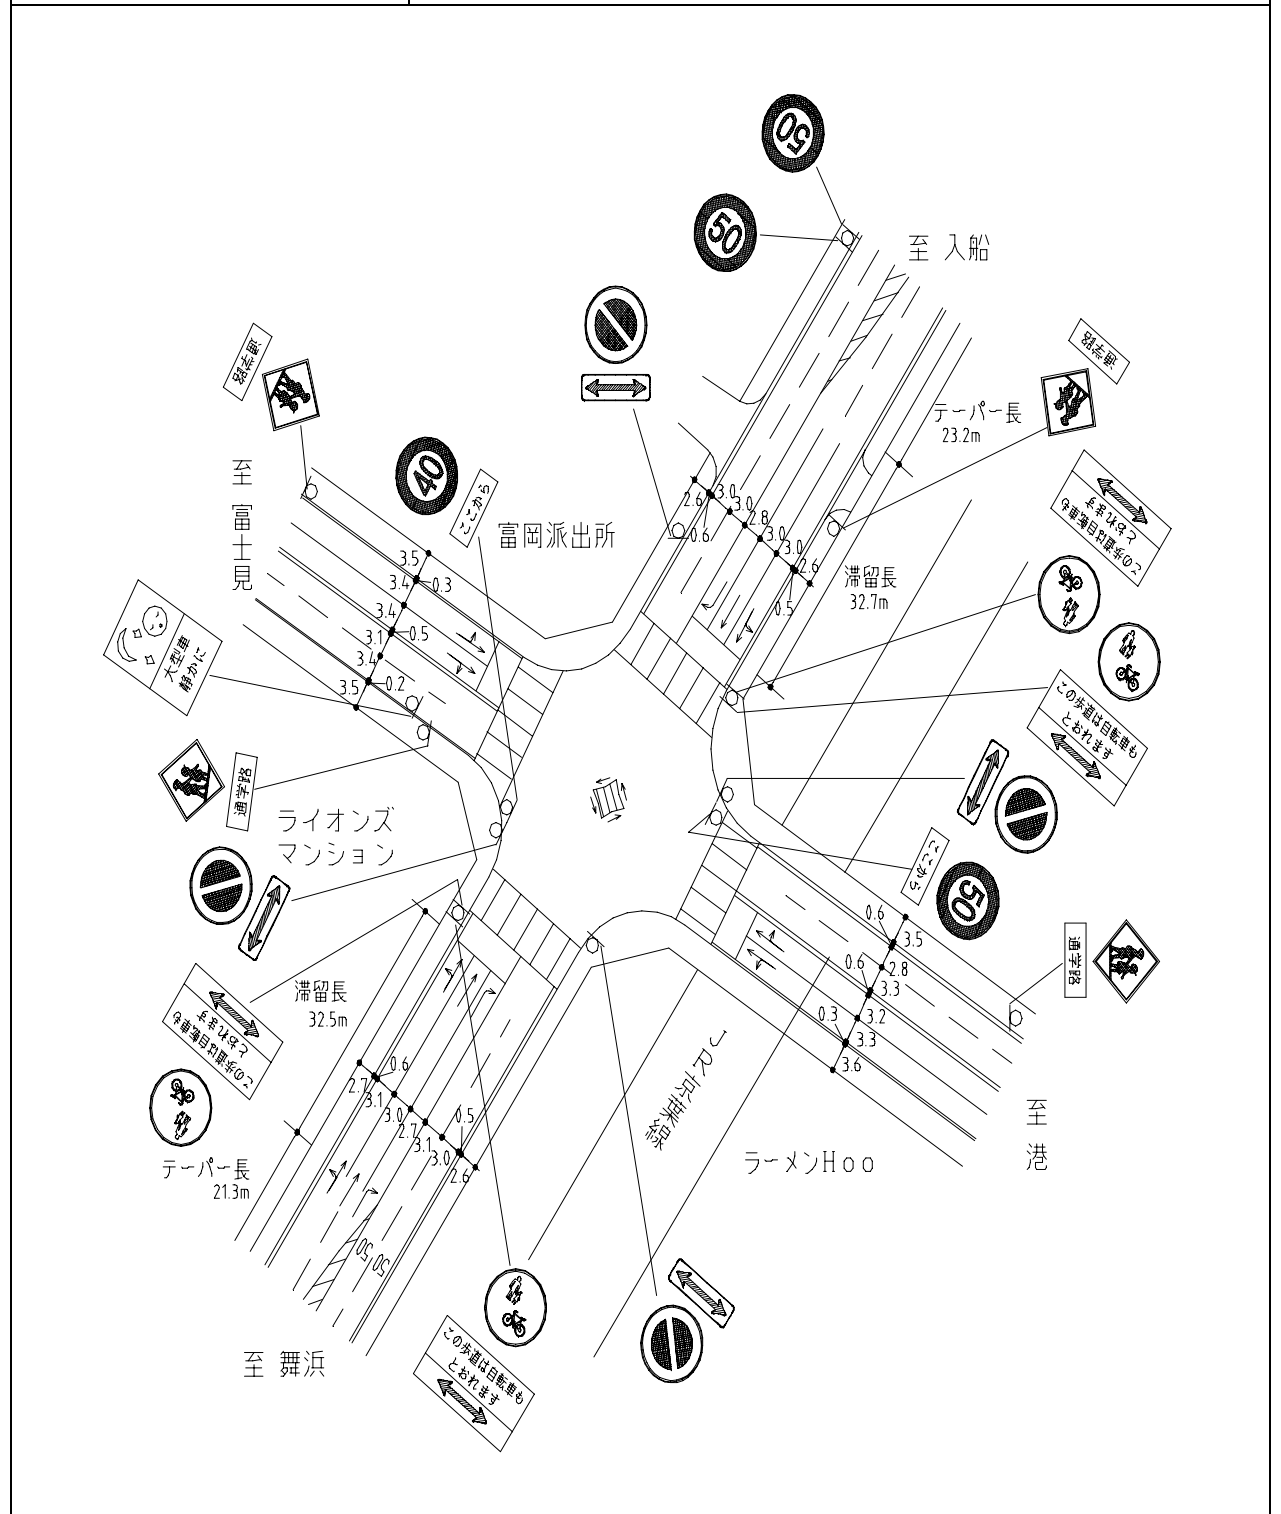 50
50
至 入船
通学路
通学路
テーパー長
23.2m
40
ここから
至 富士見
富岡派出所
2.6
3.0
3.0
2.8
3.0
3.0
2.6
0.6
0.5
この歩道は自転車も
とおれます
滞留長
32.7m
3.5
3.4
0.3
3.4
3.1
0.5
3.4
3.5
0.2
大型車
静かに
この歩道は自転車も
とおれます
通学路
ライオンズ
マンション
ここから
50
0.6
3.5
2.8
0.6
3.3
3.2
0.3
3.3
3.6
通学路
滞留長
32.5m
この歩道は自転車も
とおれます
JR京葉線
2.7
0.6
3.1
3.0
2.7
3.1
0.5
3.0
2.6
至 港
テーパー長
21.3m
ラーメンHoo
50
50
至 舞浜
この歩道は自転車も
とおれます